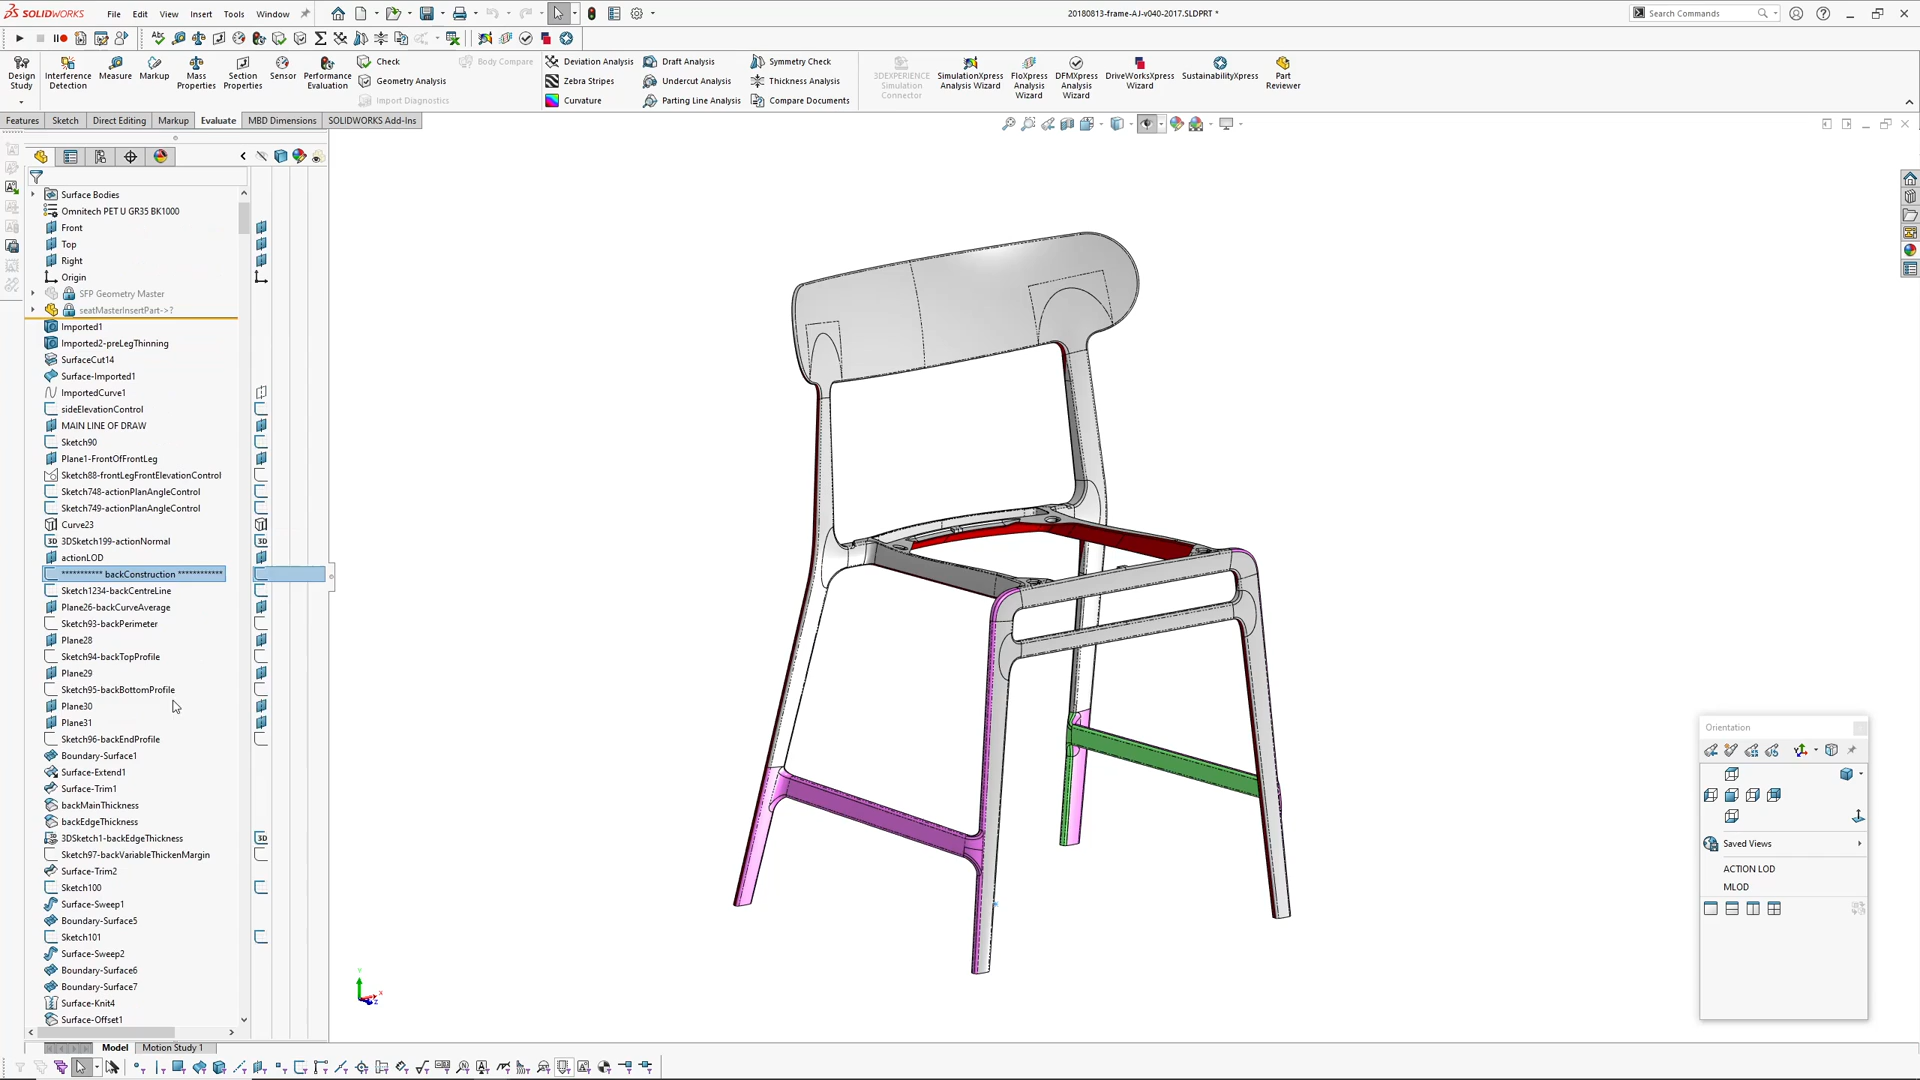 SOLIDWORKS File Edit View Insert Tools Window
20180813-frame-AJ-v040-2017.SLDPRT *
Search Commands
Design Study
Interference Detection
Measure
Markup
Mass Properties
Section Properties
Sensor
Performance Evaluation
Check
Geometry Analysis
Import Diagnostics
Body Compare
Deviation Analysis
Zebra Stripes
Curvature
Draft Analysis
Undercut Analysis
Parting Line Analysis
Symmetry Check
Thickness Analysis
Compare Documents
3DEXPERIENCE Simulation Connector
SimulationXpress Analysis Wizard
FloXpress Analysis Wizard
DFMXpress Analysis Wizard
DriveWorksXpress Wizard
SustainabilityXpress
Part Reviewer
Features Sketch Direct Editing Markup Evaluate MBD Dimensions SOLIDWORKS Add-Ins
Surface Bodies
Omnitech PET U GR35 BK1000
Front
Top
Right
Origin
SFP Geometry Master
seatMasterInsertPart->?
Imported1
Imported2-preLegThinning
SurfaceCut14
Surface-Imported1
ImportedCurve1
sideElevationControl
MAIN LINE OF DRAW
Sketch90
Plane1-FrontOfFrontLeg
Sketch88-frontLegFrontElevationControl
Sketch748-actionPlanAngleControl
Sketch749-actionPlanAngleControl
Curve23
3DSketch199-actionNormal
actionLOD
*********** backConstruction ************
Sketch1234-backCentreLine
Plane26-backCurveAverage
Sketch93-backPerimeter
Plane28
Sketch94-backTopProfile
Plane29
Sketch95-backBottomProfile
Plane30
Plane31
Sketch96-backEndProfile
Boundary-Surface1
Surface-Extend1
Surface-Trim1
backMainThickness
backEdgeThickness
3DSketch1-backEdgeThickness
Sketch97-backVariableThickenMargin
Surface-Trim2
Sketch100
Surface-Sweep1
Boundary-Surface5
Sketch101
Surface-Sweep2
Boundary-Surface6
Boundary-Surface7
Surface-Knit4
Surface-Offset1
Orientation
Saved Views
ACTION LOD
MLOD
Model Motion Study 1